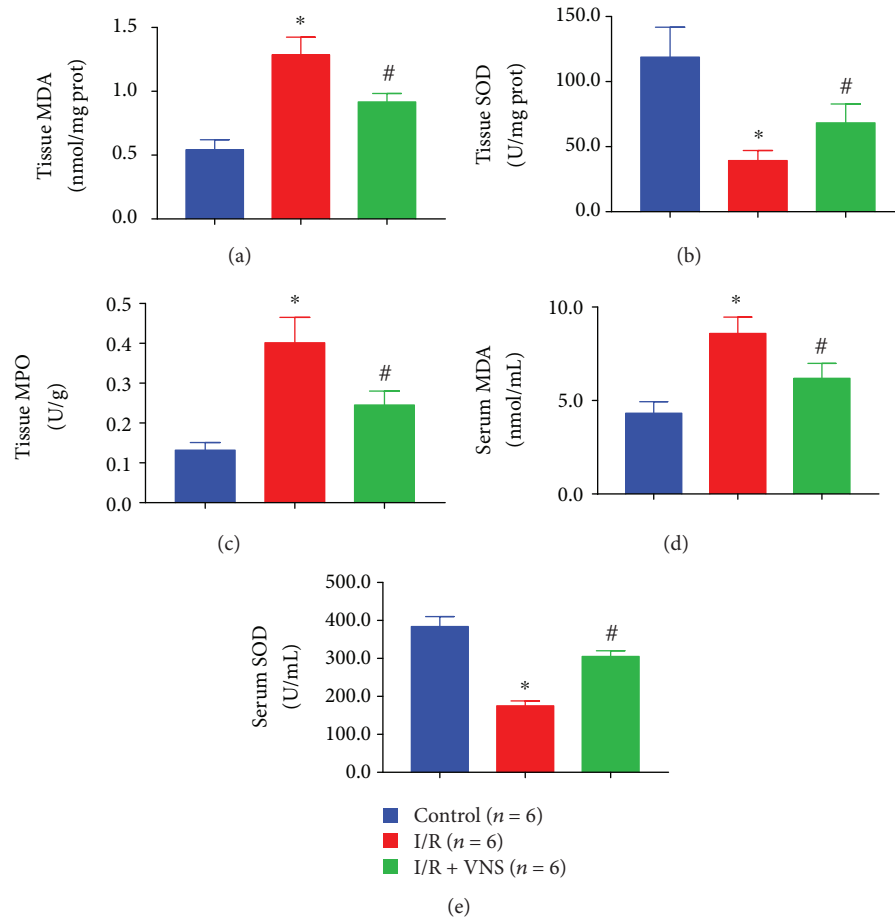 Tissue MDA
(nmol/mg prot)
1.5
1.0
0.5
0.0
*
#
(a)
Tissue SOD
(U/mg prot)
150.0
100.0
50.0
0.0
*
#
(b)
Tissue MPO
(U/g)
0.5
0.4
0.3
0.2
0.1
0.0
*
#
(c)
Serum MDA
(nmol/mL)
10.0
5.0
0.0
*
#
(d)
Serum SOD
(U/mL)
500.0
400.0
300.0
200.0
100.0
0.0
*
#
Control (n = 6)
I/R (n = 6)
I/R + VNS (n = 6)
(e)